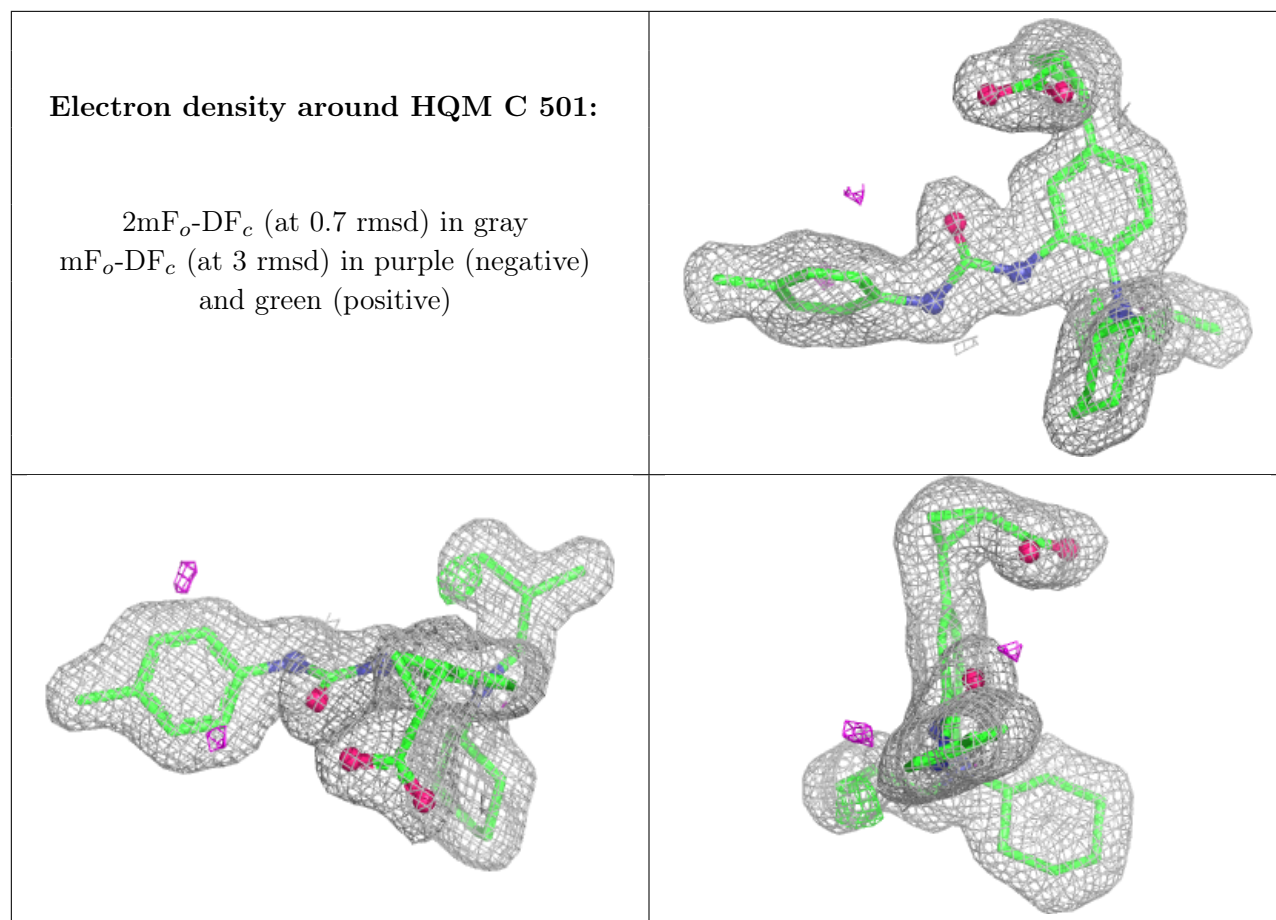 Electron density around HQM C 501:
2mFo-DFc (at 0.7 rmsd) in gray
mFo-DFc (at 3 rmsd) in purple (negative)
and green (positive)